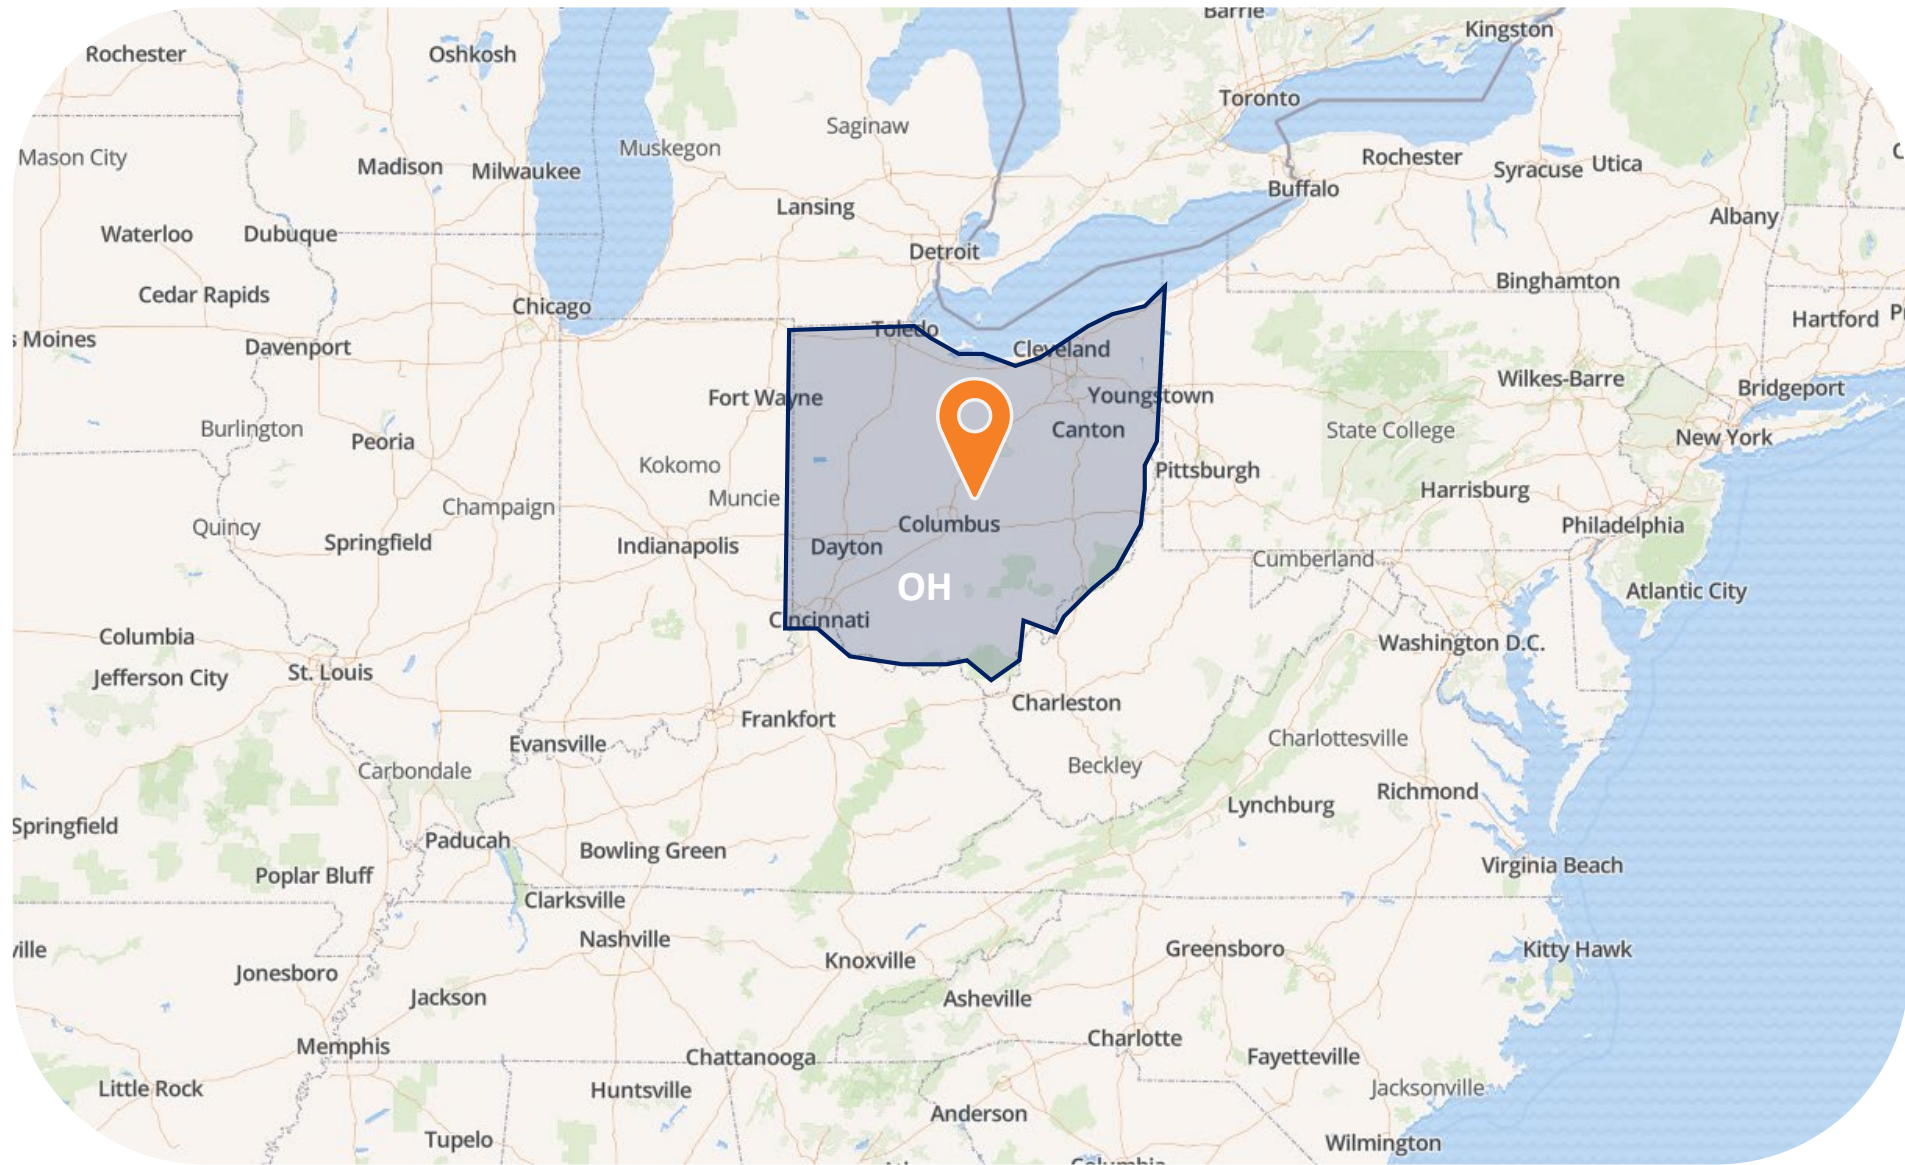 Barrie
Kingston
Rochester
Oshkosh
Toronto
Saginaw
Muskegon
Mason City
Madison
Milwaukee
Rochester
Syracuse
Utica
Buffalo
Lansing
Albany
Waterloo
Dubuque
Detroit
Binghamton
Cedar Rapids
Chicago
Hartford
s Moines
Davenport
Toledo
Cleveland
Wilkes-Barre
Bridgeport
Fort Wayne
Youngstown
Burlington
Peoria
Canton
State College
New York
Kokomo
Pittsburgh
Muncie
Harrisburg
Champaign
Quincy
Columbus
Philadelphia
Springfield
Indianapolis
Dayton
Cumberland
OH
Atlantic City
Cincinnati
Columbia
Washington D.C.
Jefferson City
St. Louis
Charleston
Frankfort
Evansville
Charlottesville
Carbondale
Beckley
Richmond
Lynchburg
Springfield
Paducah
Bowling Green
Virginia Beach
Poplar Bluff
Clarksville
Nashville
Greensboro
Kitty Hawk
ville
Knoxville
Jonesboro
Jackson
Asheville
Charlotte
Memphis
Chattanooga
Fayetteville
Little Rock
Huntsville
Jacksonville
Anderson
Tupelo
Wilmington
Columbia